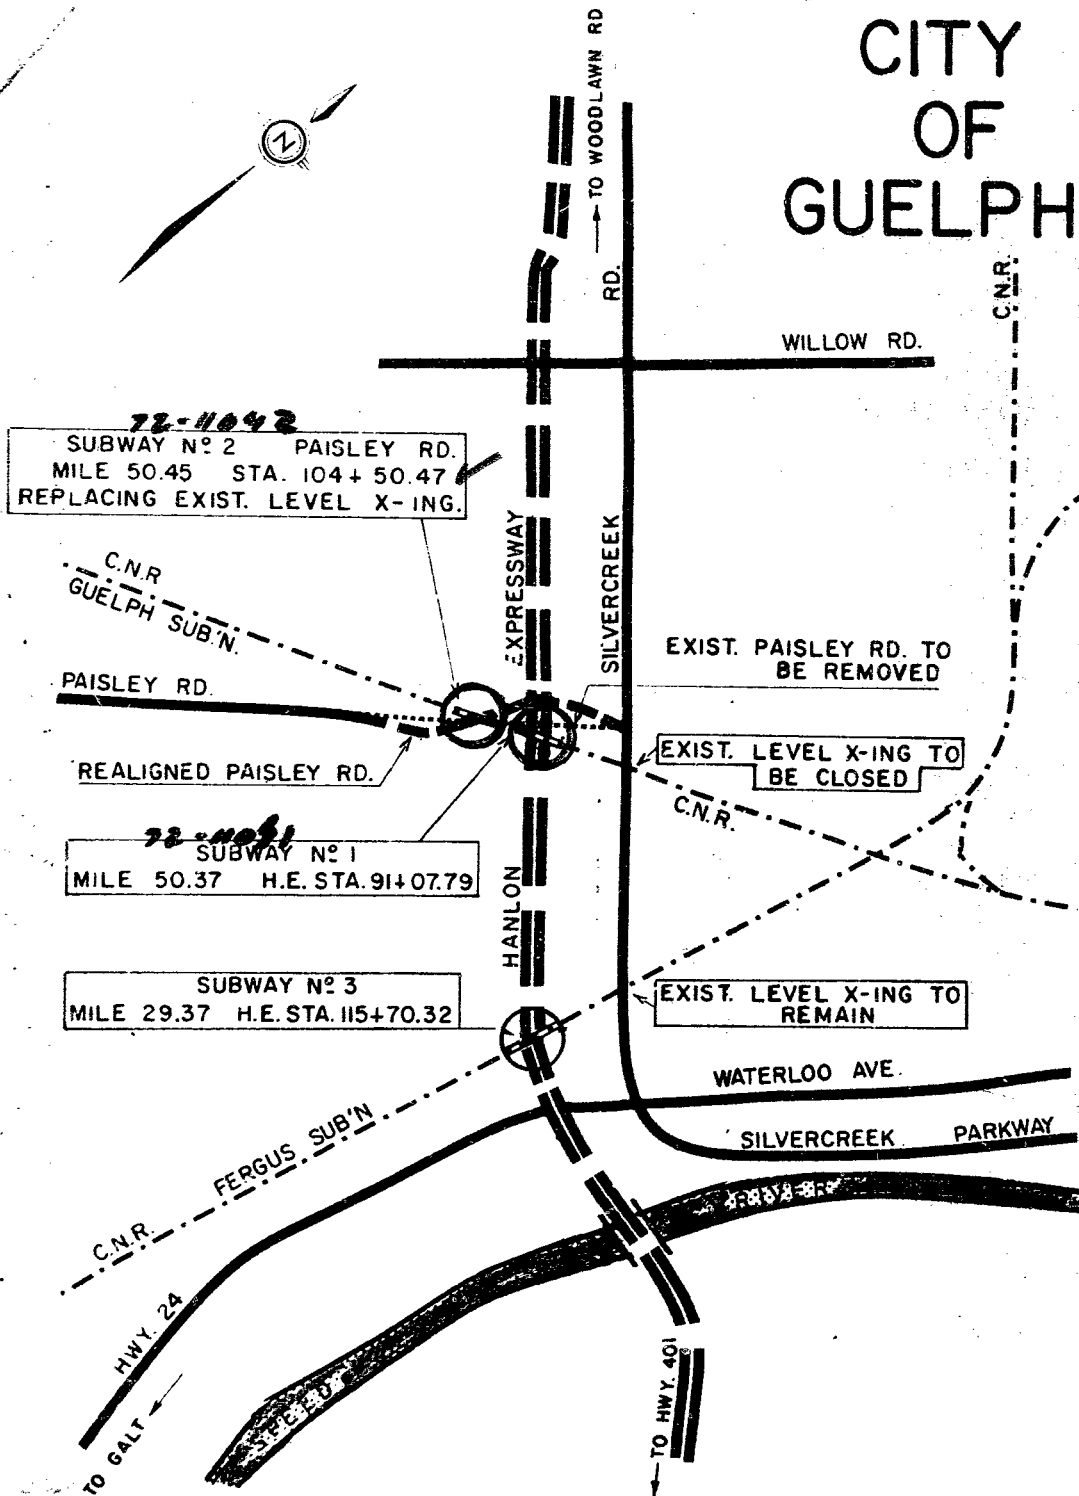 CITY
OF
GUELPH
TO WOODLAWN RD
RD.
C.N.R.
WILLOW RD.
72-11042
SUBWAY Nº 2 PAISLEY RD.
MILE 50.45 STA. 104+50.47
REPLACING EXIST. LEVEL X-ING.
EXPRESSWAY
SILVERCREEK
C.N.R
GUELPH SUB'N.
EXIST. PAISLEY RD. TO
BE REMOVED
PAISLEY RD.
REALIGNED PAISLEY RD.
EXIST. LEVEL X-ING TO
BE CLOSED
C.N.R.
SUBWAY Nº 1
MILE 50.37 H.E. STA. 91+07.79
HANLON
SUBWAY Nº 3
MILE 29.37 H.E. STA. 115+70.32
EXIST. LEVEL X-ING TO
REMAIN
WATERLOO AVE.
SILVERCREEK PARKWAY
FERGUS SUB'N
C.N.R.
RIVER
SPEED
HWY. 24
TO GALT
TO HWY. 401
N